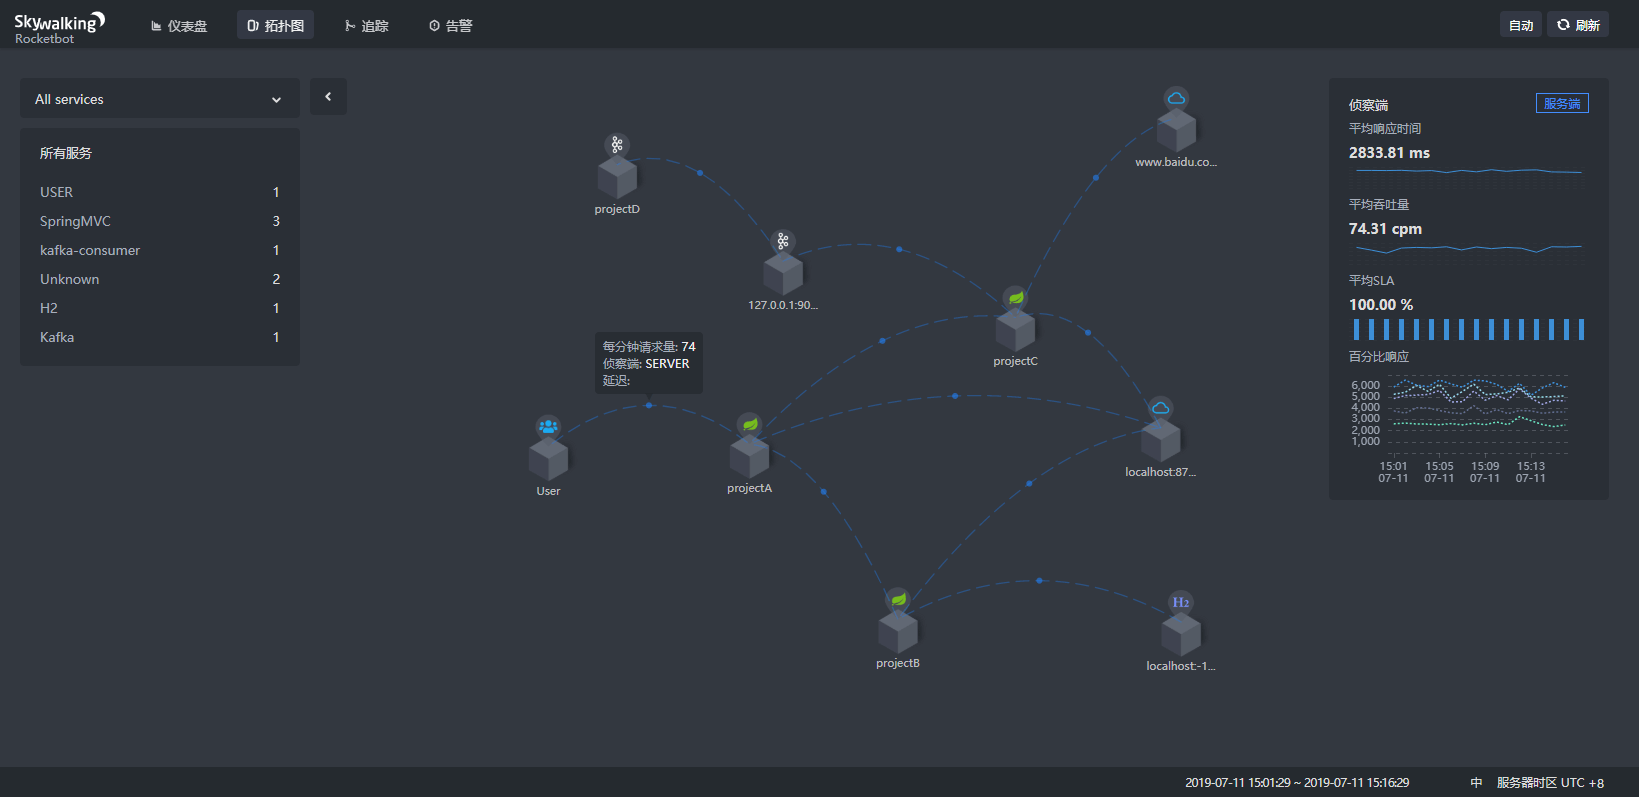 Skywalking
Rocketbot
仪表盘
拓扑图
追踪
告警
自动
刷新
All services
所有服务
USER 1
SpringMVC 3
kafka-consumer 1
Unknown 2
H2 1
Kafka 1
projectD
127.0.0.1:90...
www.baidu.co...
projectC
每分钟请求量: 74
侦察端: SERVER
延迟:
User
projectA
localhost:87...
projectB
H2
localhost:-1...
侦察端 服务端
平均响应时间
2833.81 ms
平均吞吐量
74.31 cpm
平均SLA
100.00 %
百分比响应
6,000
5,000
4,000
3,000
2,000
1,000
15:01 15:05 15:09 15:13
07-11 07-11 07-11 07-11
2019-07-11 15:01:29 ~ 2019-07-11 15:16:29 中 服务器时区 UTC +8